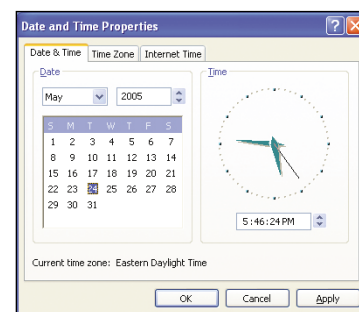 Date and Time Properties
Date & Time Time Zone Internet Time
Date
Time
May 2005
S M T W T F S
1 2 3 4 5 6 7
8 9 10 11 12 13 14
15 16 17 18 19 20 21
22 23 24 25 26 27 28
29 30 31
5:46:24 PM
Current time zone: Eastern Daylight Time
OK Cancel Apply